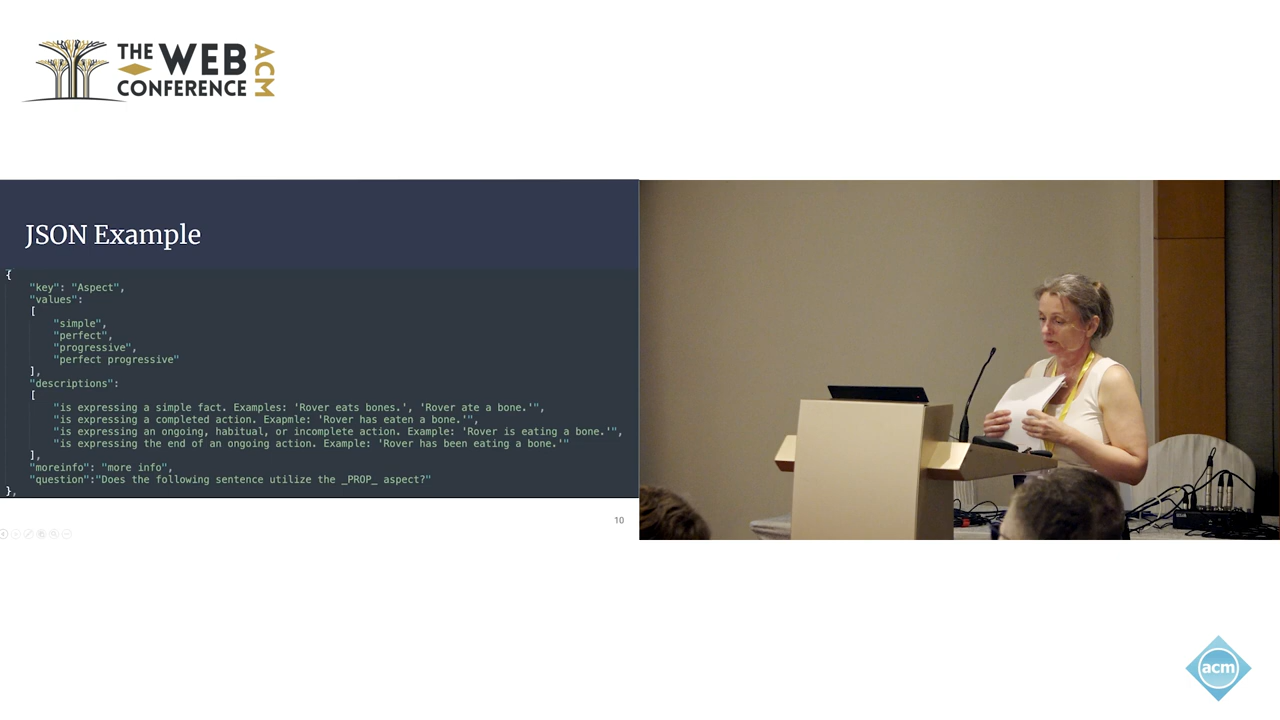 THE WEB
CONFERENCE
ACM
JSON Example
{
"key": "Aspect",
"values":
[
"simple",
"perfect",
"progressive",
"perfect progressive"
],
"descriptions":
[
"is expressing a simple fact. Examples: 'Rover eats bones.', 'Rover ate a bone.'",
"is expressing a completed action. Exapmle: 'Rover has eaten a bone.'",
"is expressing an ongoing, habitual, or incomplete action. Example: 'Rover is eating a bone.'",
"is expressing the end of an ongoing action. Example: 'Rover has been eating a bone.'"
],
"moreinfo": "more info",
"question":"Does the following sentence utilize the _PROP_ aspect?"
},
10
acm